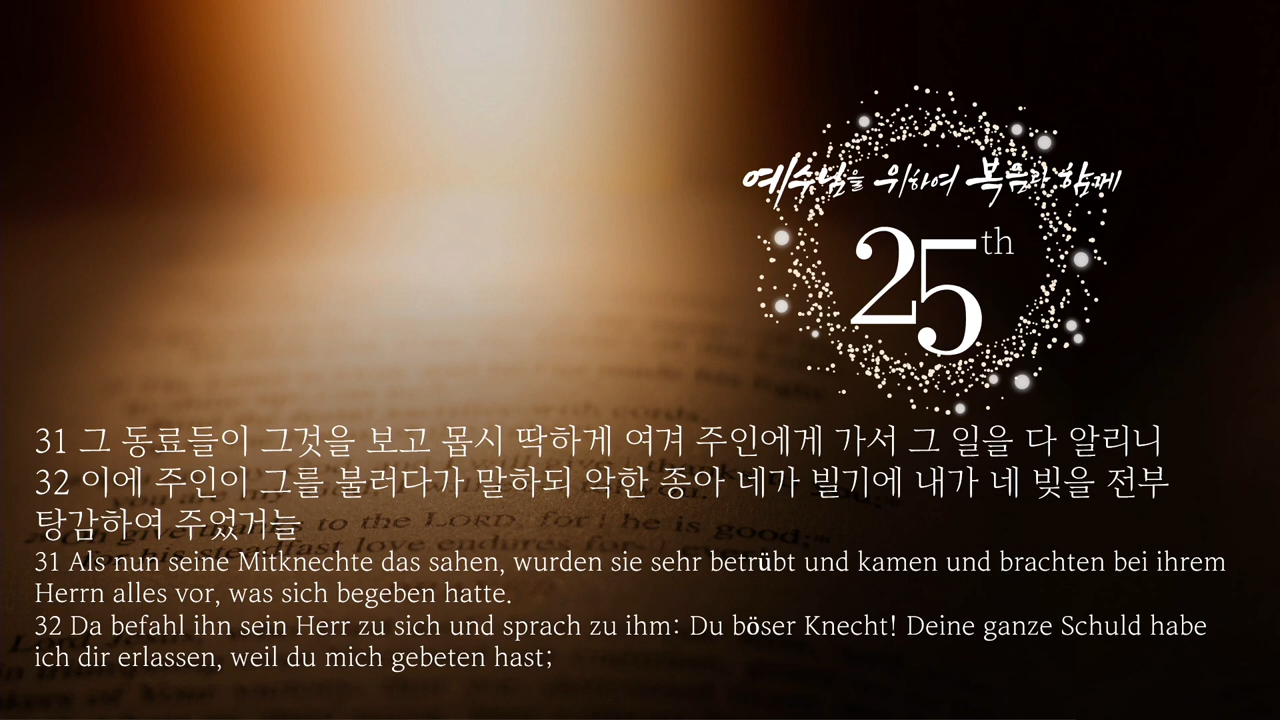 예수님을 위하여 복음과 함께
25th
31 그 동료들이 그것을 보고 몹시 딱하게 여겨 주인에게 가서 그 일을 다 알리니
32 이에 주인이 그를 불러다가 말하되 악한 종아 네가 빌기에 내가 네 빚을 전부
탕감하여 주었거늘
31 Als nun seine Mitknechte das sahen, wurden sie sehr betrübt und kamen und brachten bei ihrem
Herrn alles vor, was sich begeben hatte.
32 Da befahl ihn sein Herr zu sich und sprach zu ihm: Du böser Knecht! Deine ganze Schuld habe
ich dir erlassen, weil du mich gebeten hast;